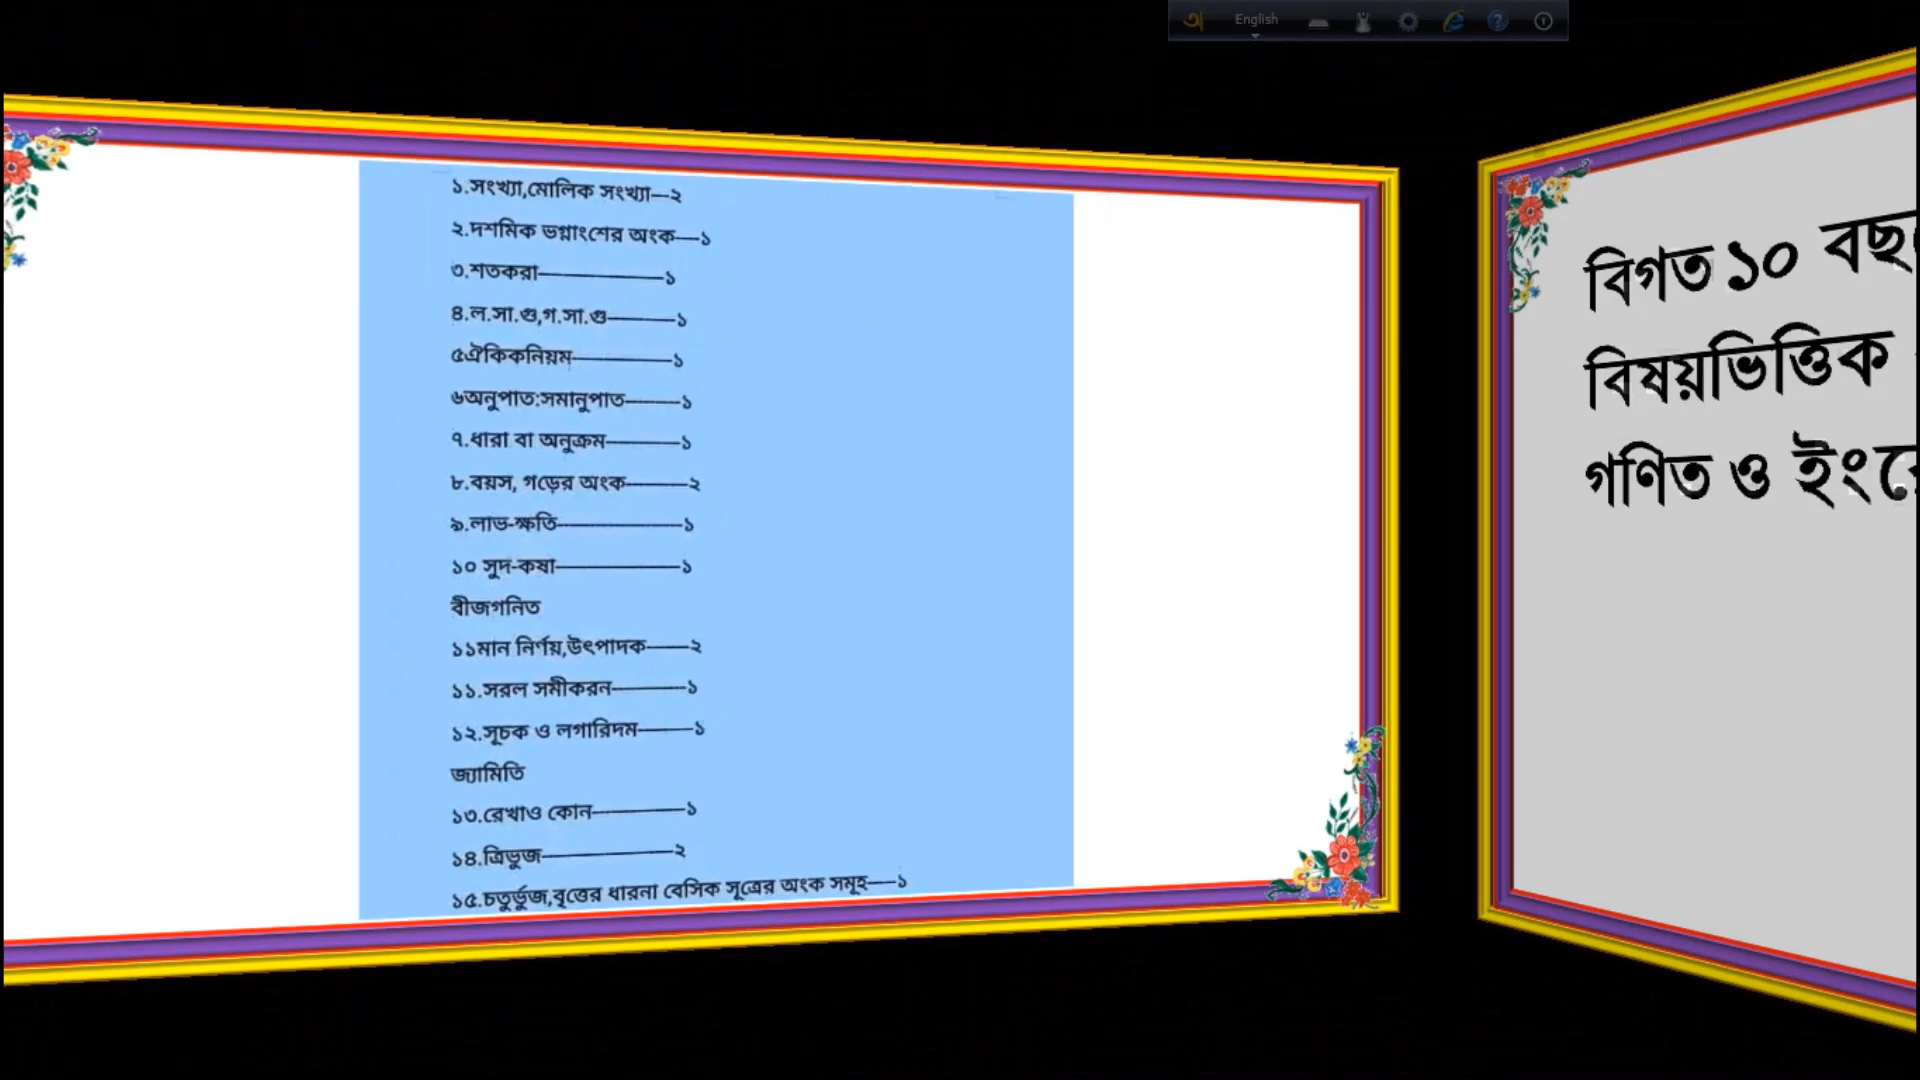 English
১.সংখ্যা,মৌলিক সংখ্যা—২
২.দশমিক ভগ্নাংশের অংক—১
৩.শতকরা—১
৪.ল.সা.গু,গ.সা.গু—১
৫ঐকিকনিয়ম—১
৬অনুপাত:সমানুপাত—১
৭.ধারা বা অনুক্রম—১
৮.বয়স, গড়ের অংক—২
৯.লাভ-ক্ষতি—১
১০ সুদ-কষা—১
বীজগনিত
১১মান নির্ণয়,উৎপাদক—২
১১.সরল সমীকরন—১
১২.সূচক ও লগারিদম—১
জ্যামিতি
১৩.রেখাও কোন—১
১৪.ত্রিভুজ—২
১৫.চতুর্ভুজ,বৃত্তের ধারনা বেসিক সূত্রের অংক সমূহ—১
বিগত ১০
বিষয়ভিত্তিক
গণিত ও